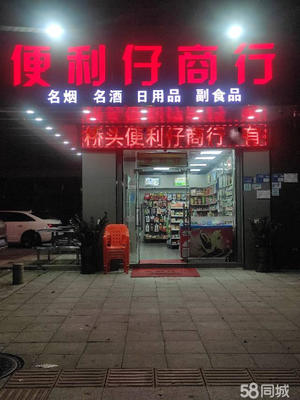 便利仔商行
名烟 名酒 日用品 副食品
桥头便利仔商行 有
58同城